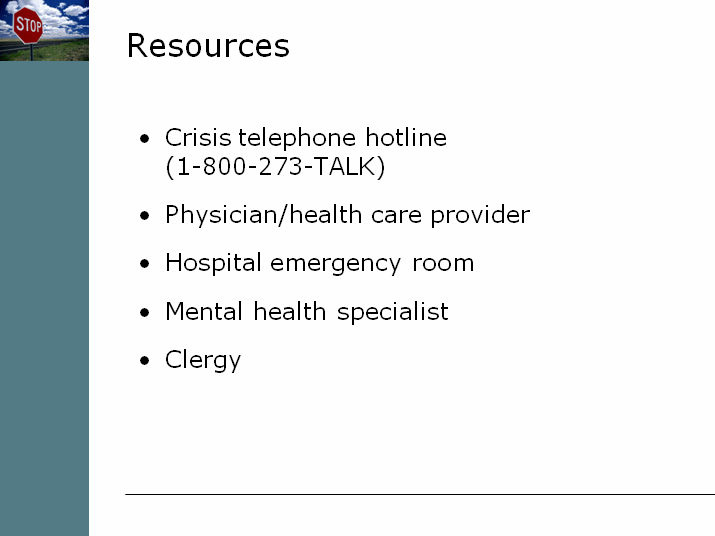 STOP
Resources
• Crisis telephone hotline
(1-800-273-TALK)
• Physician/health care provider
• Hospital emergency room
• Mental health specialist
• Clergy